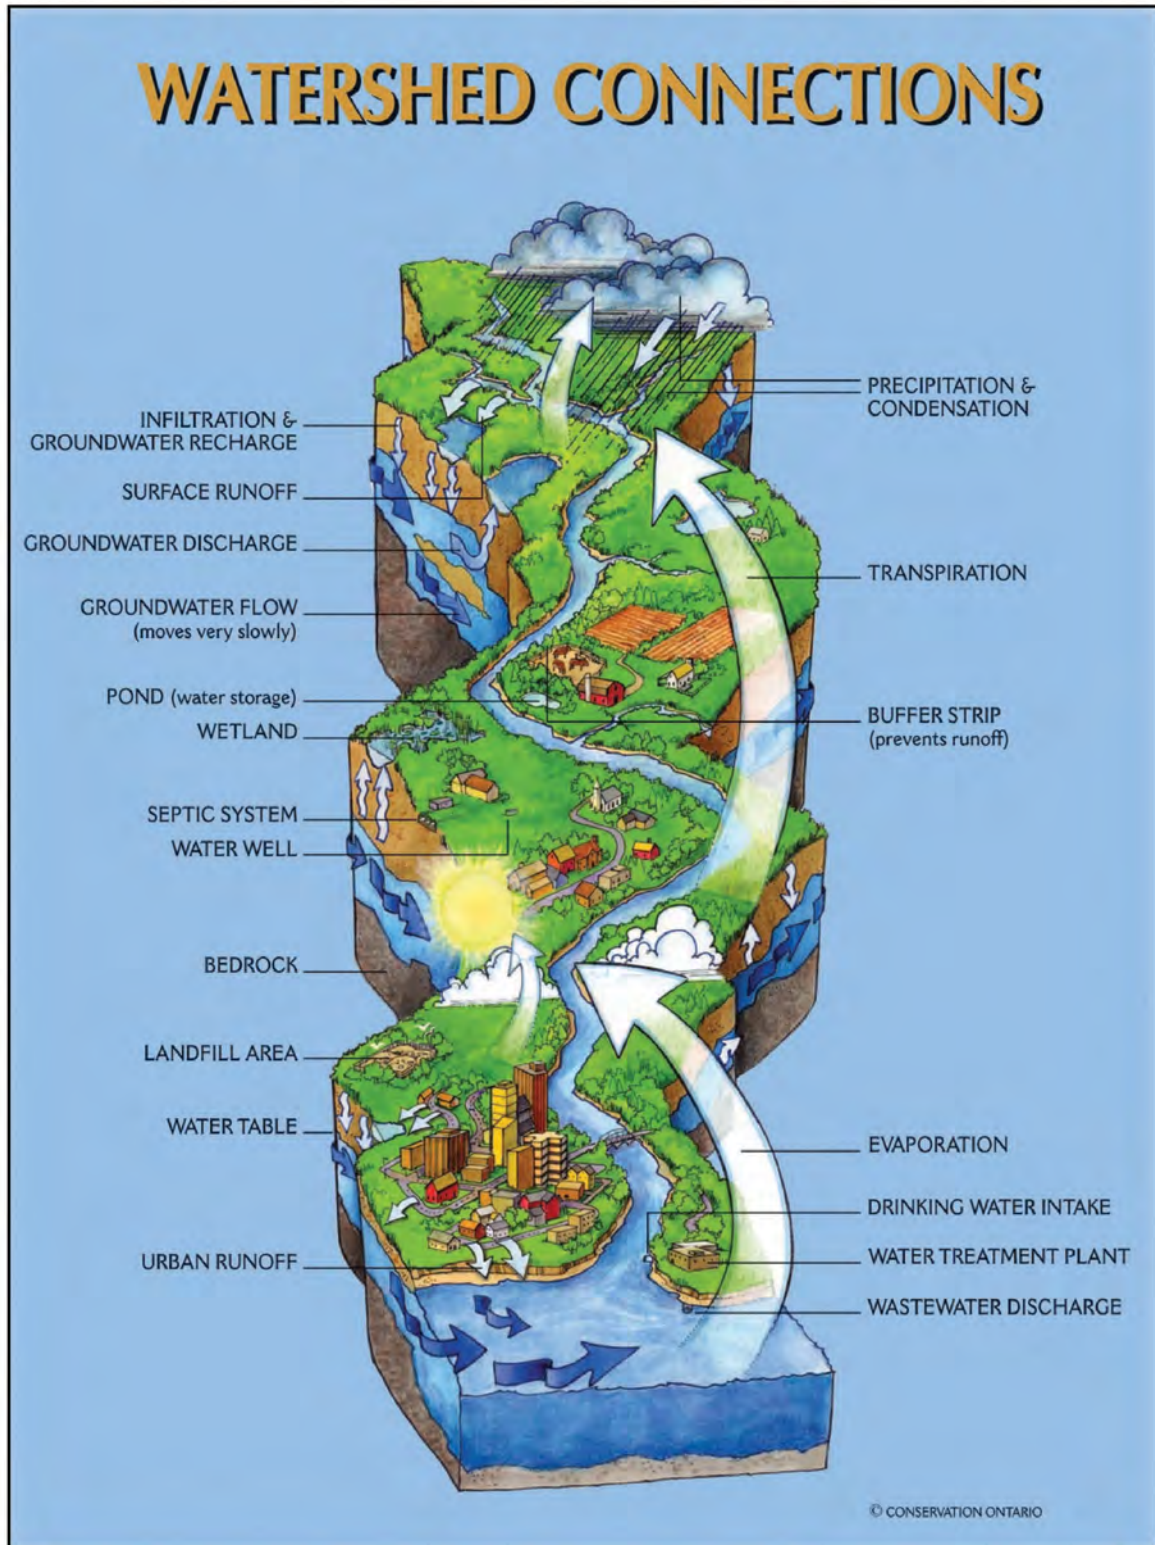 WATERSHED CONNECTIONS
INFILTRATION &
GROUNDWATER RECHARGE
SURFACE RUNOFF
GROUNDWATER DISCHARGE
GROUNDWATER FLOW
(moves very slowly)
POND (water storage)
WETLAND
SEPTIC SYSTEM
WATER WELL
BEDROCK
LANDFILL AREA
WATER TABLE
URBAN RUNOFF
PRECIPITATION &
CONDENSATION
TRANSPIRATION
BUFFER STRIP
(prevents runoff)
EVAPORATION
DRINKING WATER INTAKE
WATER TREATMENT PLANT
WASTEWATER DISCHARGE
© CONSERVATION ONTARIO